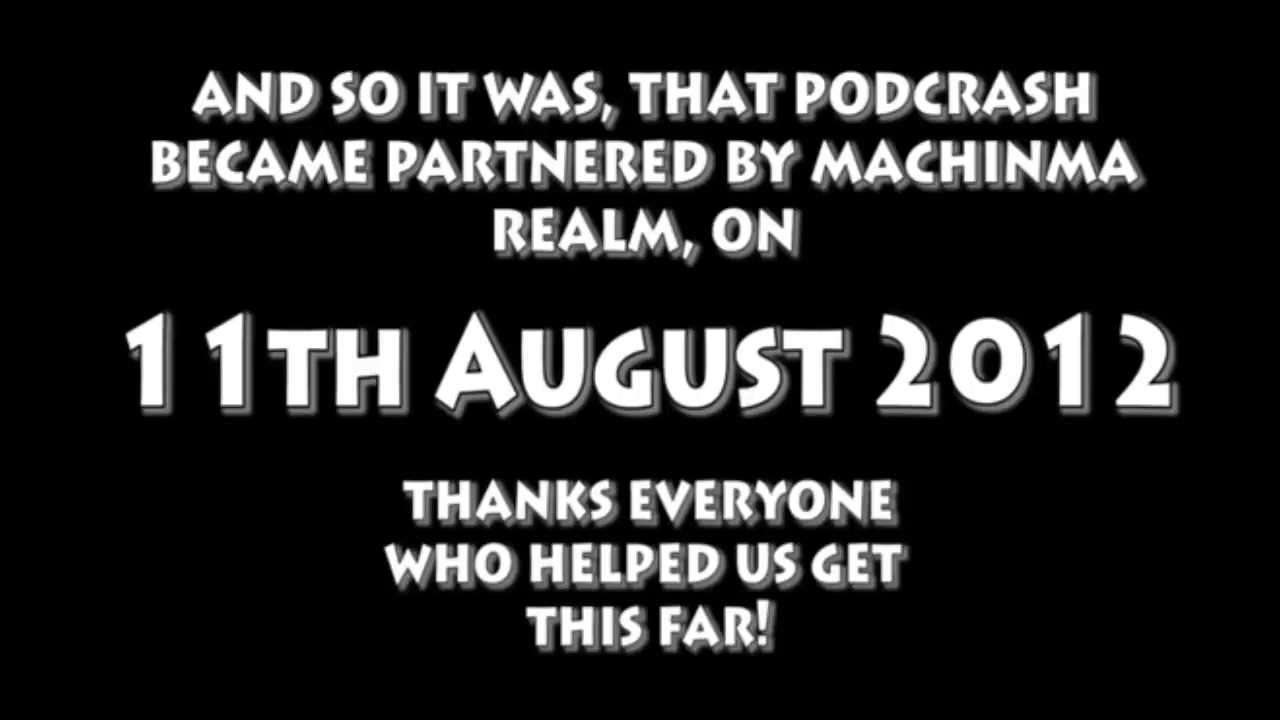 AND SO IT WAS, THAT PODCRASH
BECAME PARTNERED BY MACHINMA
REALM, ON
11TH AUGUST 2012
THANKS EVERYONE
WHO HELPED US GET
THIS FAR!